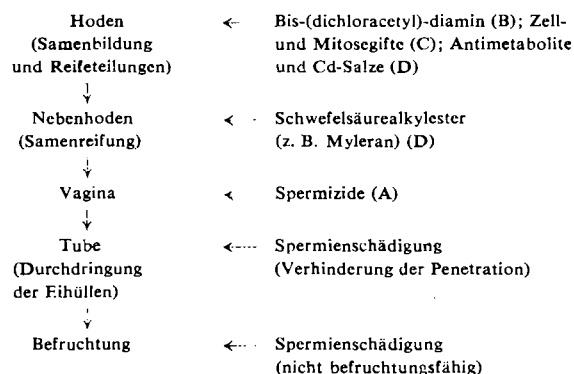 Hoden
Bis-(dichloracetyl)-diamin (B); Zell-
(Samenbildung
und Mitosegifte (C); Antimetabolite
und Reifeteilungen)
und Cd-Salze (D)
Nebenhoden
Schwefelsäurealkylester
(Samenreifung)
(z. B. Myleran) (D)
Vagina
Spermizide (A)
Tube
Spermienschädigung
(Durchdringung
(Verhinderung der Penetration)
der Eihüllen)
Befruchtung
Spermienschädigung
(nicht befruchtungsfähig)